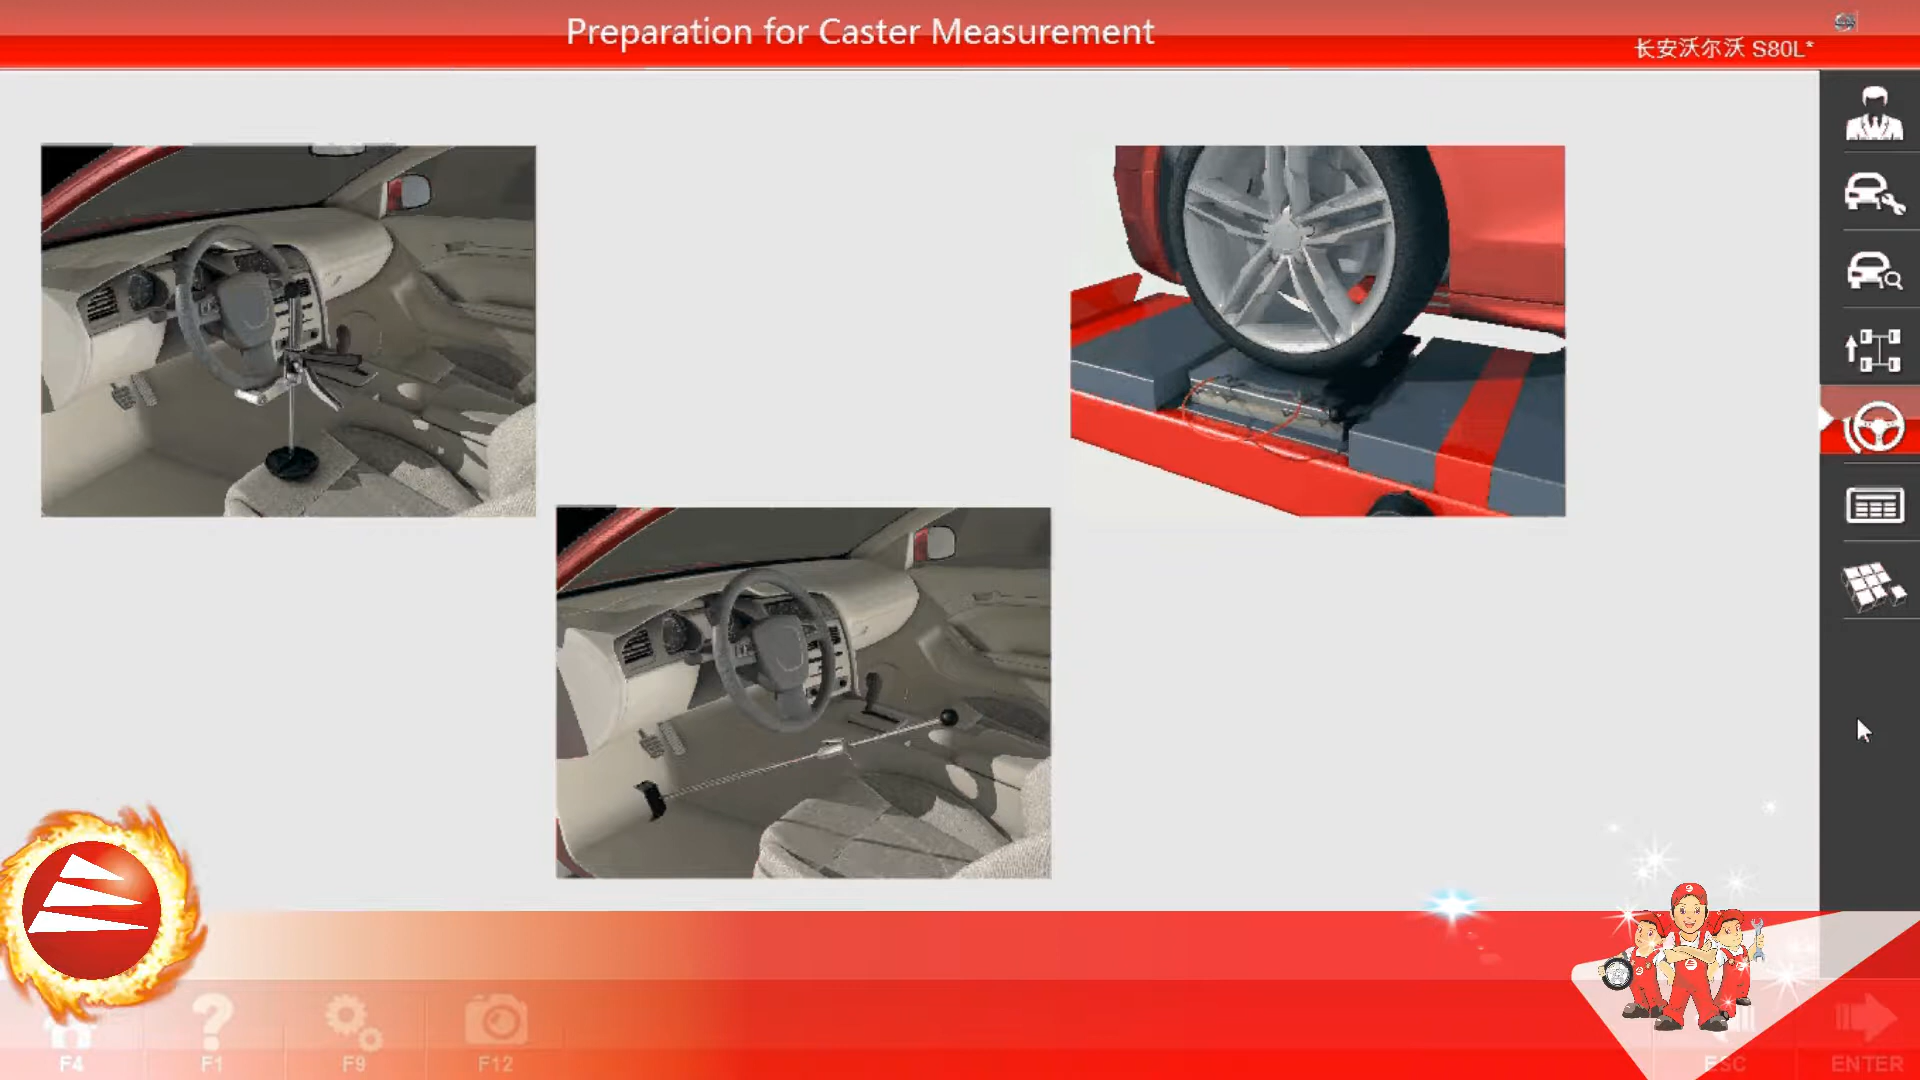 Preparation for Caster Measurement
长安沃尔沃 S80L*
F4
F1
F9
F12
ESC
ENTER